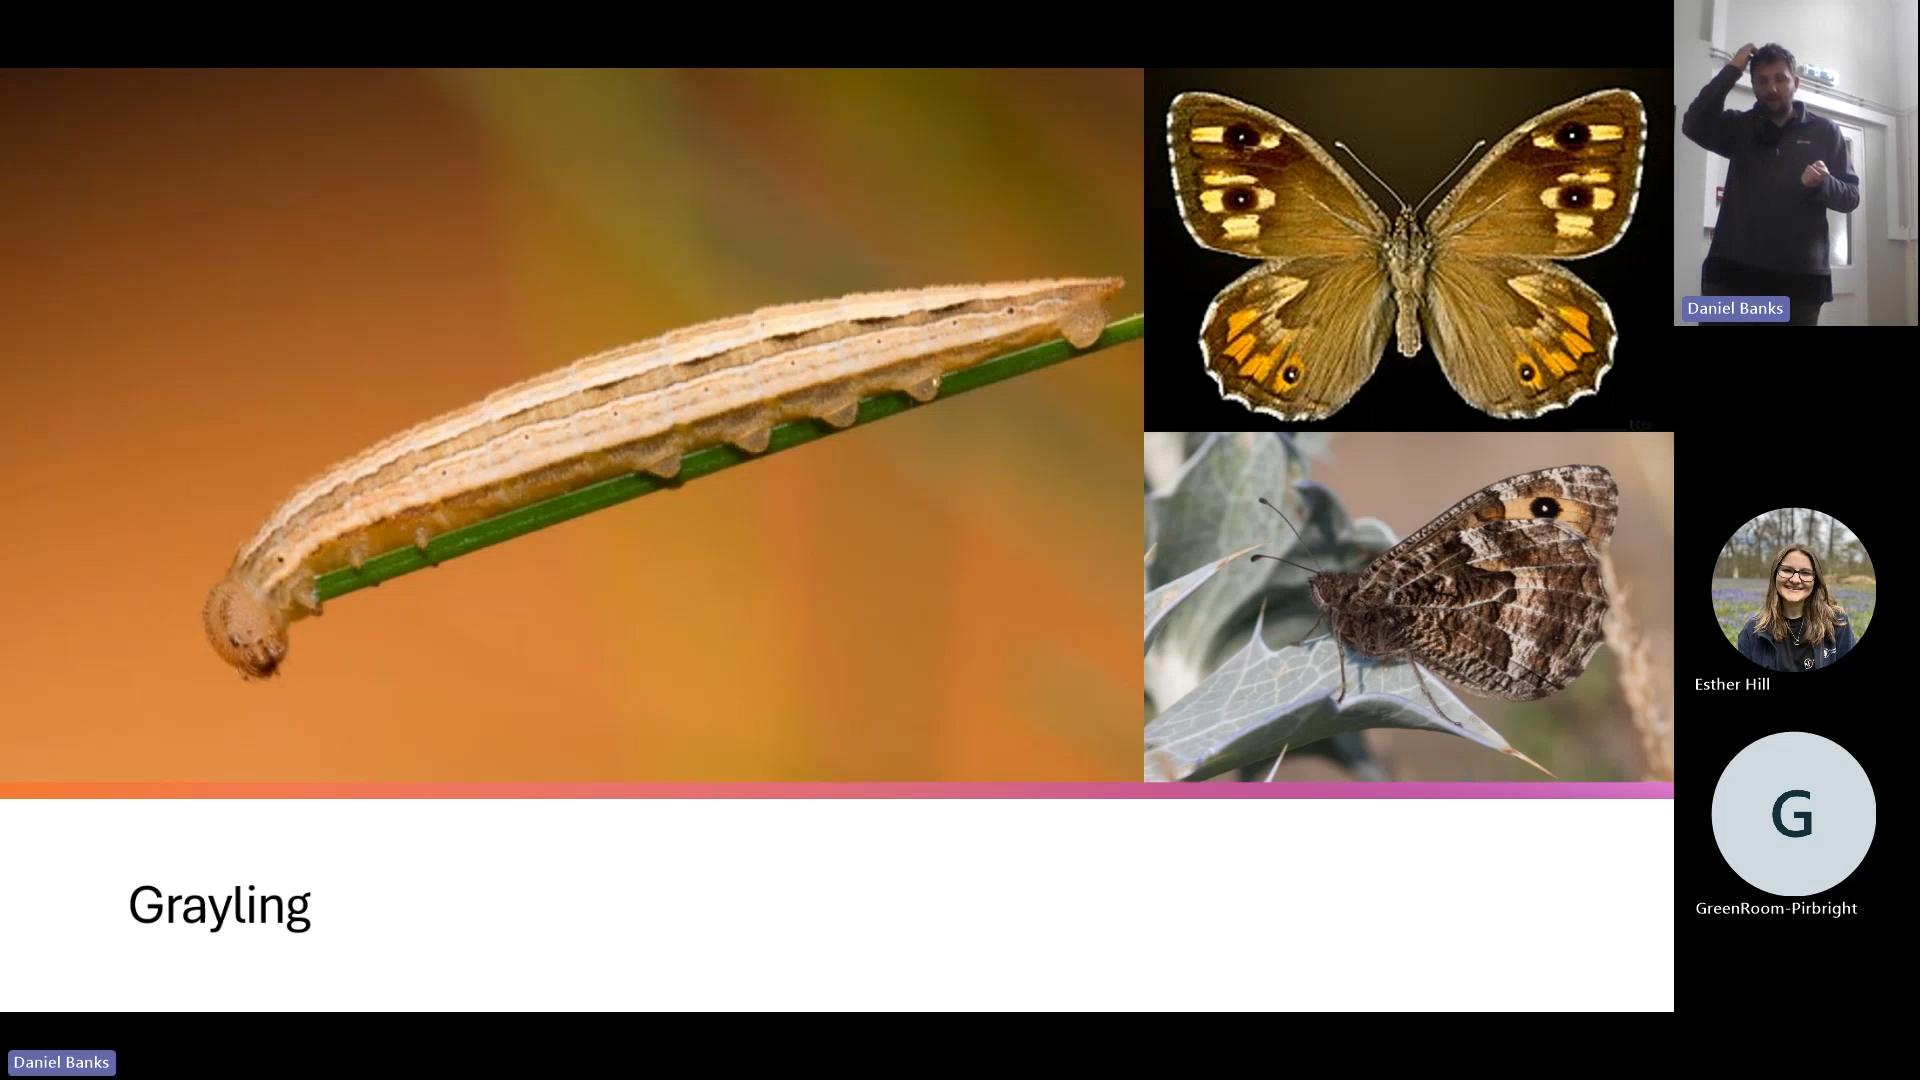 Daniel Banks
Esther Hill
G
GreenRoom-Pirbright
Grayling
Daniel Banks